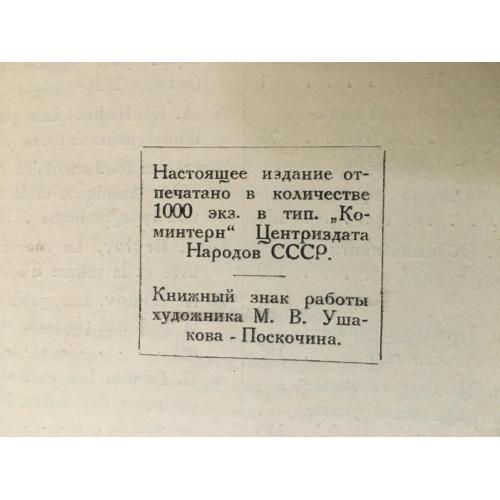 Настоящее издание от-
печатано в количестве
1000 экз. в тип. „Ко-
минтерн“ Центриздата
Народов СССР.
Книжный знак работы
художника М. В. Уша-
кова - Поскочина.